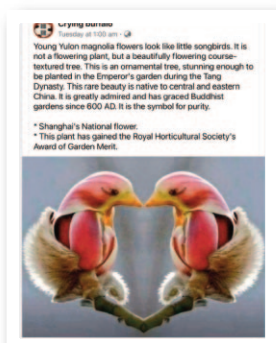 Crying Buffalo
Tuesday at 1:00 am ·
Young Yulon magnolia flowers look like little songbirds. It is
not a flowering plant, but a beautifully flowering course-
textured tree. This is an ornamental tree, stunning enough to
be planted in the Emperor's garden during the Tang
Dynasty. This rare beauty is native to central and eastern
China. It is greatly admired and has graced Buddhist
gardens since 600 AD. It is the symbol for purity.
* Shanghai's National flower.
* This plant has gained the Royal Horticultural Society's
Award of Garden Merit.